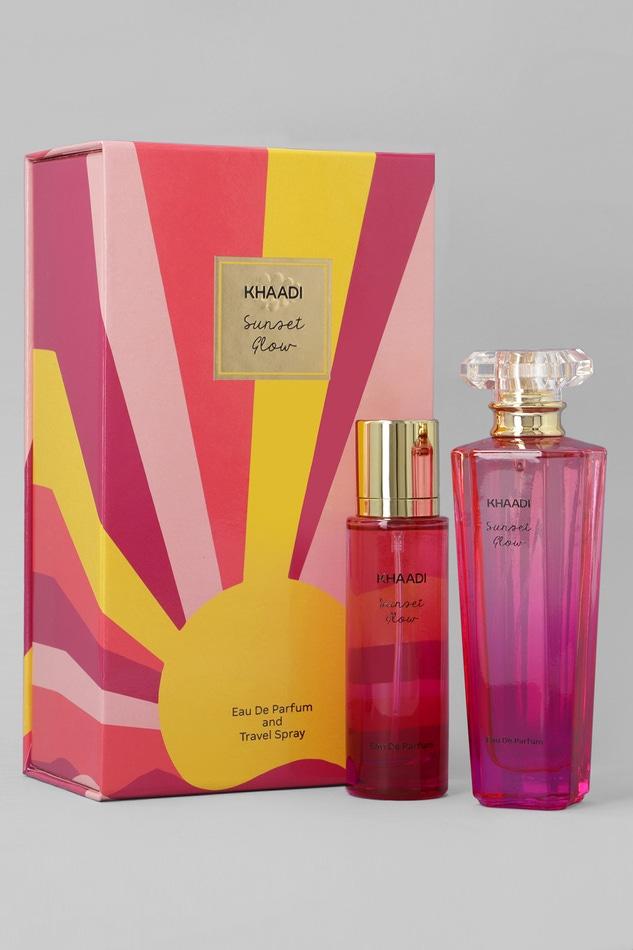 KHAADI
Sunset
Glow
Eau De Parfum
and
Travel Spray
KHAADI
Sunset
Glow
Eau De Parfum
KHAADI
Sunset
Glow
Eau De Parfum